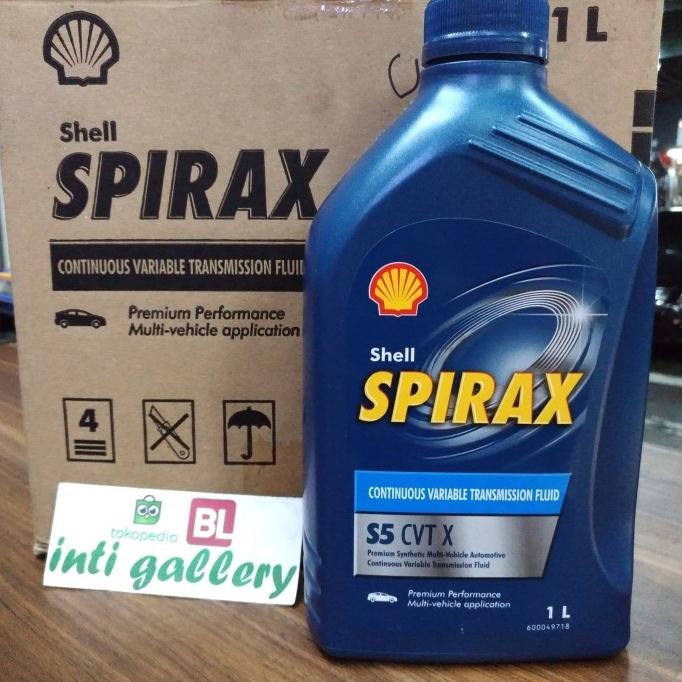 1 L
Shell
SPIRAX
CONTINUOUS VARIABLE TRANSMISSION FLUID
Premium Performance
Multi-vehicle application
4
tokopedia BL
inti gallery
Shell
SPIRAX
CONTINUOUS VARIABLE TRANSMISSION FLUID
S5 CVT X
Premium Synthetic Multi-Vehicle Automotive
Continuous Variable Transmission Fluid
Premium Performance
Multi-vehicle application
1 L
600049718